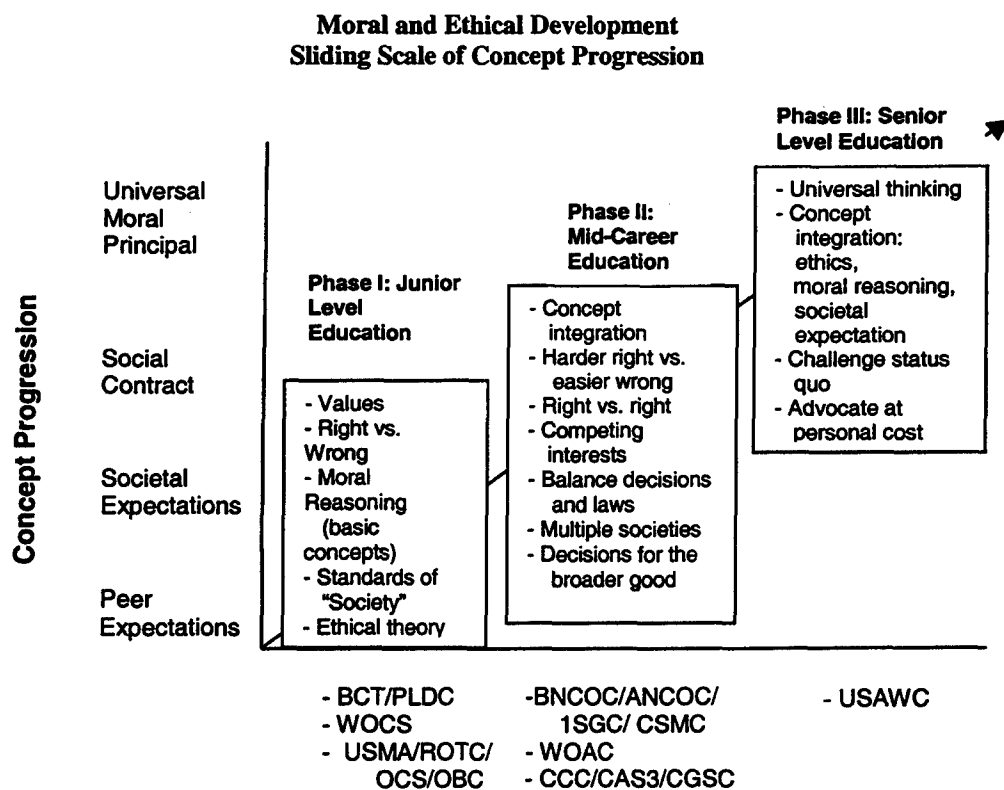 Moral and Ethical Development
Sliding Scale of Concept Progression
Concept Progression
Universal
Moral
Principal
Social
Contract
Societal
Expectations
Peer
Expectations
Phase I: Junior
Level
Education
- Values
- Right vs.
Wrong
- Moral
Reasoning
(basic
concepts)
- Standards of
"Society"
- Ethical theory
Phase II:
Mid-Career
Education
- Concept
integration
- Harder right vs.
easier wrong
- Right vs. right
- Competing
interests
- Balance decisions
and laws
- Multiple societies
- Decisions for the
broader good
Phase III: Senior
Level Education
- Universal thinking
- Concept
integration:
ethics,
moral reasoning,
societal
expectation
- Challenge status
quo
- Advocate at
personal cost
- BCT/PLDC
- WOCS
- USMA/ROTC/
OCS/OBC
-BNCOC/ANCOC/
1SGC/ CSMC
- WOAC
- CCC/CAS3/CGSC
- USAWC